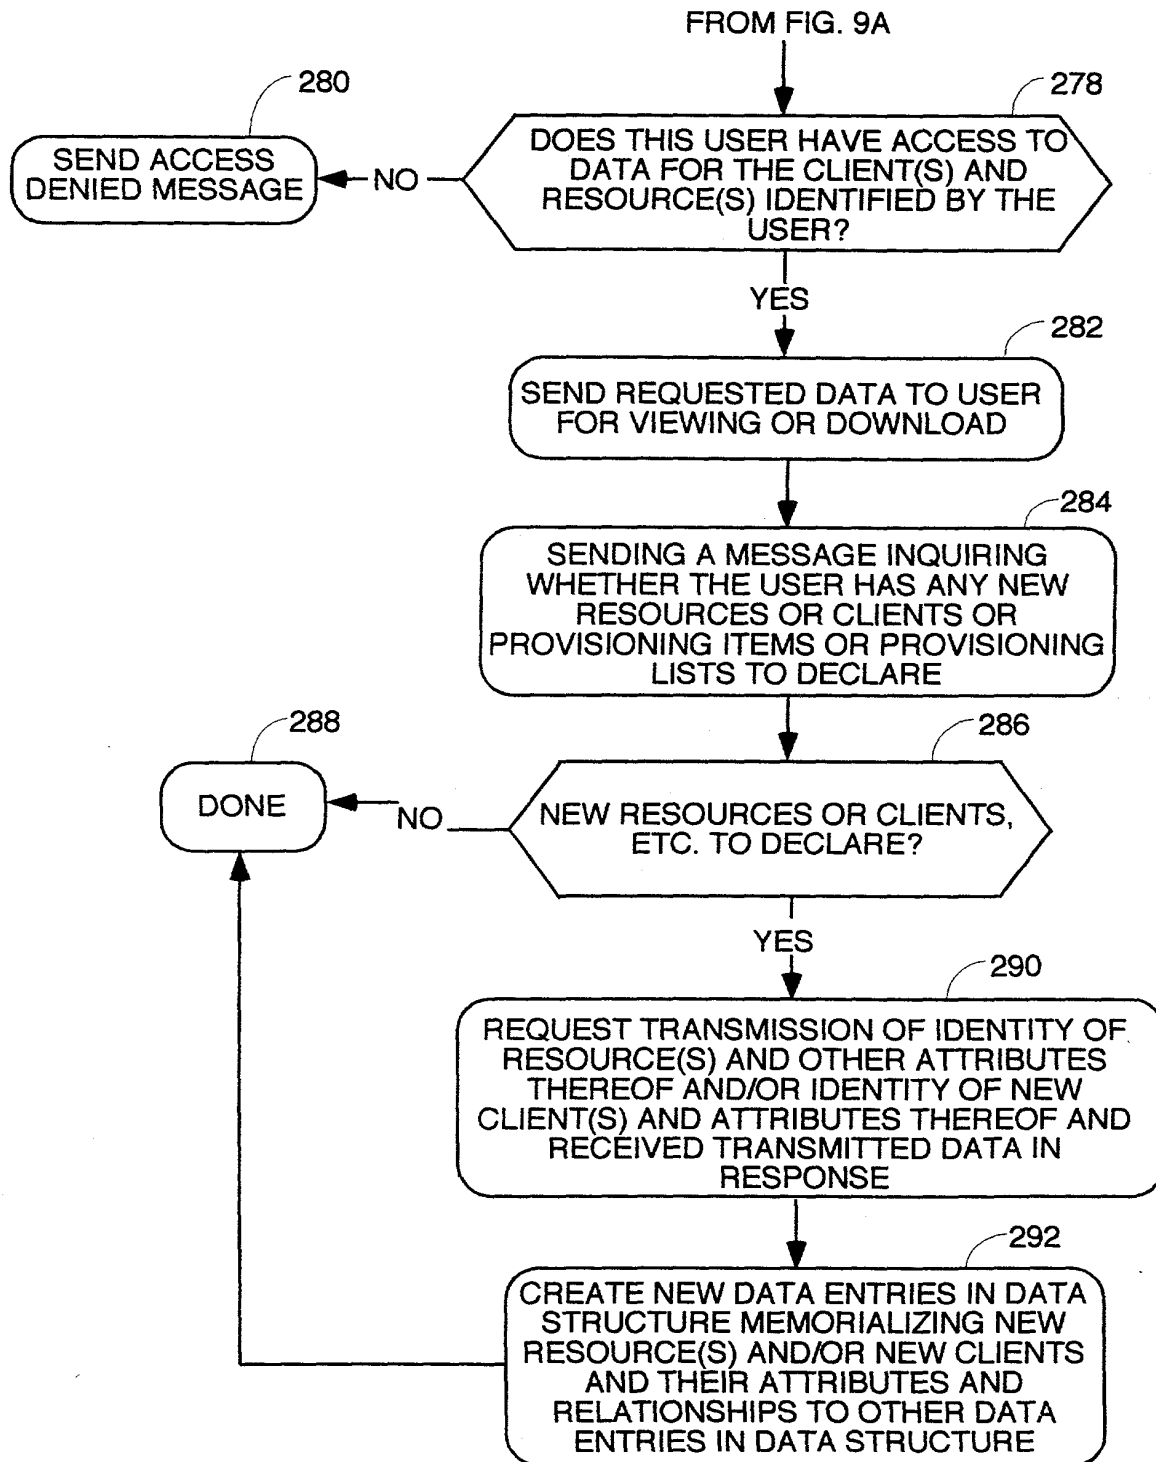 FROM FIG. 9A
280
278
SEND ACCESS
DENIED MESSAGE
NO
DOES THIS USER HAVE ACCESS TO
DATA FOR THE CLIENT(S) AND
RESOURCE(S) IDENTIFIED BY THE
USER?
YES
282
SEND REQUESTED DATA TO USER
FOR VIEWING OR DOWNLOAD
284
SENDING A MESSAGE INQUIRING
WHETHER THE USER HAS ANY NEW
RESOURCES OR CLIENTS OR
PROVISIONING ITEMS OR PROVISIONING
LISTS TO DECLARE
288
286
DONE
NO
NEW RESOURCES OR CLIENTS,
ETC. TO DECLARE?
YES
290
REQUEST TRANSMISSION OF IDENTITY OF
RESOURCE(S) AND OTHER ATTRIBUTES
THEREOF AND/OR IDENTITY OF NEW
CLIENT(S) AND ATTRIBUTES THEREOF AND
RECEIVED TRANSMITTED DATA IN
RESPONSE
292
CREATE NEW DATA ENTRIES IN DATA
STRUCTURE MEMORIALIZING NEW
RESOURCE(S) AND/OR NEW CLIENTS
AND THEIR ATTRIBUTES AND
RELATIONSHIPS TO OTHER DATA
ENTRIES IN DATA STRUCTURE